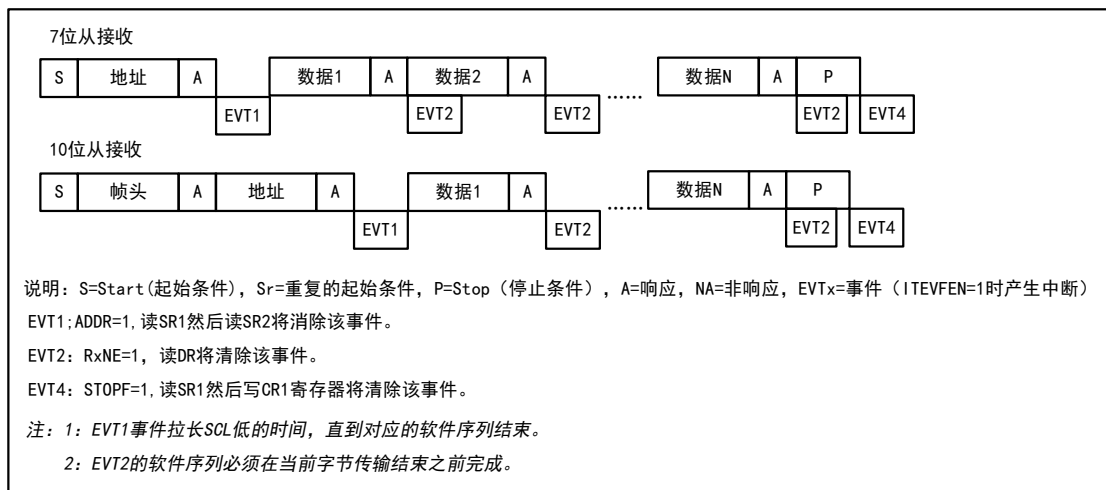 7位从接收
S 地址 A 数据1 A 数据2 A …… 数据N A P
EVT1 EVT2 EVT2 EVT2 EVT4
10位从接收
S 帧头 A 地址 A 数据1 A …… 数据N A P
EVT1 EVT2 EVT2 EVT4
说明：S=Start(起始条件)，Sr=重复的起始条件，P=Stop（停止条件），A=响应，NA=非响应，EVTx=事件（ITEVFEN=1时产生中断）
EVT1;ADDR=1,读SR1然后读SR2将消除该事件。
EVT2：RxNE=1，读DR将清除该事件。
EVT4：STOPF=1,读SR1然后写CR1寄存器将清除该事件。
注：1：EVT1事件拉长SCL低的时间，直到对应的软件序列结束。
2：EVT2的软件序列必须在当前字节传输结束之前完成。